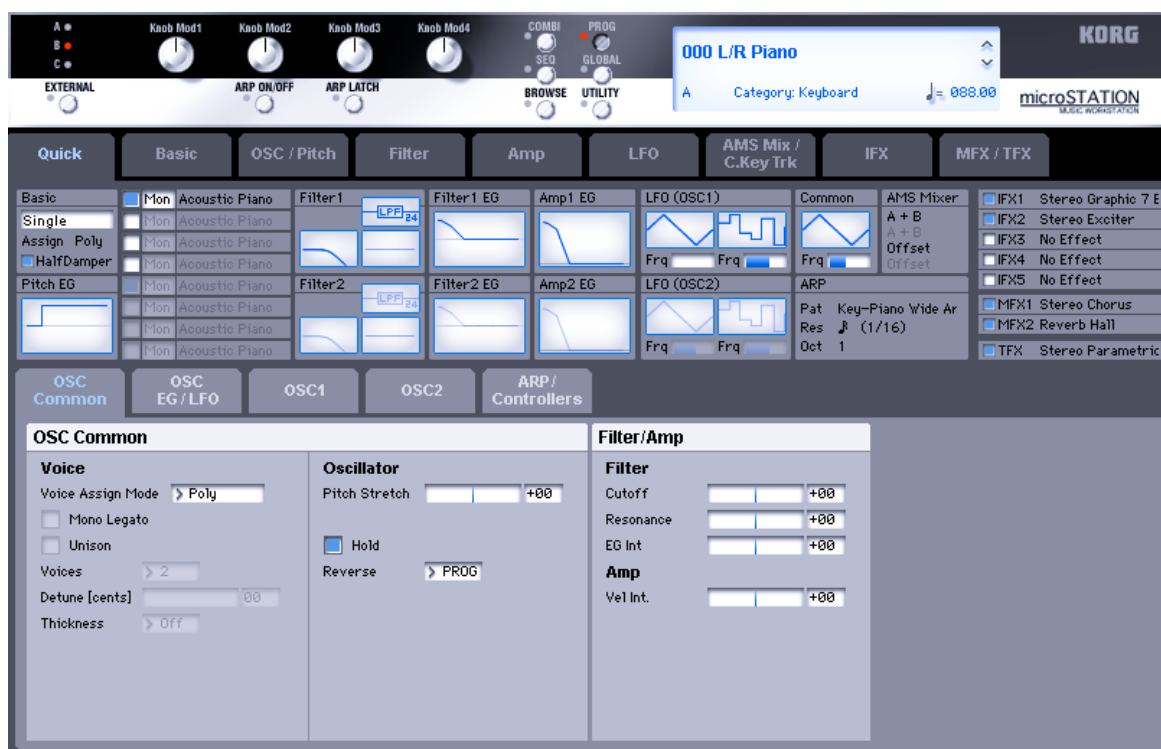 A
B
C
Knob Mod1
Knob Mod2
Knob Mod3
Knob Mod4
COMBI
PROG
SEQ
GLOBAL
EXTERNAL
ARP ON/OFF
ARP LATCH
BROWSE
UTILITY
000 L/R Piano
A Category: Keyboard ♩= 088.00
KORG
microSTATION
MUSIC WORKSTATION
Quick
Basic
OSC / Pitch
Filter
Amp
LFO
AMS Mix /
C.Key Trk
IFX
MFX / TFX
Basic
Single
Assign Poly
HalfDamper
Pitch EG
Mon Acoustic Piano
Mon Acoustic Piano
Mon Acoustic Piano
Mon Acoustic Piano
Mon Acoustic Piano
Mon Acoustic Piano
Mon Acoustic Piano
Mon Acoustic Piano
Filter1
LPF 24
Filter2
LPF 24
Filter1 EG
Filter2 EG
Amp1 EG
Amp2 EG
LFO (OSC1)
Frq Frq
LFO (OSC2)
Frq Frq
Common
Frq
AMS Mixer
A + B
A + B
Offset
Offset
ARP
Pat Key-Piano Wide Ar
Res (1/16)
Oct 1
IFX1 Stereo Graphic 7 E
IFX2 Stereo Exciter
IFX3 No Effect
IFX4 No Effect
IFX5 No Effect
MFX1 Stereo Chorus
MFX2 Reverb Hall
TFX Stereo Parametric
OSC
Common
OSC
EG / LFO
OSC1
OSC2
ARP /
Controllers
OSC Common
Voice
Voice Assign Mode Poly
Mono Legato
Unison
Voices 2
Detune [cents] 00
Thickness Off
Oscillator
Pitch Stretch +00
Hold
Reverse PROG
Filter/Amp
Filter
Cutoff +00
Resonance +00
EG Int +00
Amp
Vel Int. +00